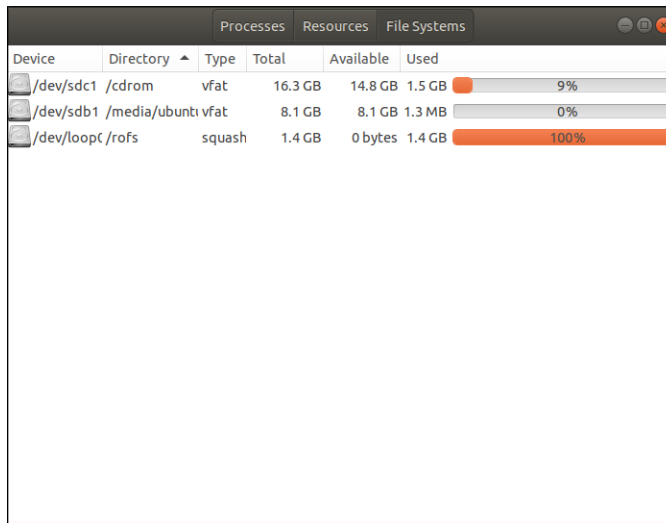 Processes Resources File Systems
Device Directory Type Total Available Used
/dev/sdc1 /cdrom vfat 16.3 GB 14.8 GB 1.5 GB 9%
/dev/sdb1 /media/ubuntu vfat 8.1 GB 8.1 GB 1.3 MB 0%
/dev/loop0 /rofs squash 1.4 GB 0 bytes 1.4 GB 100%